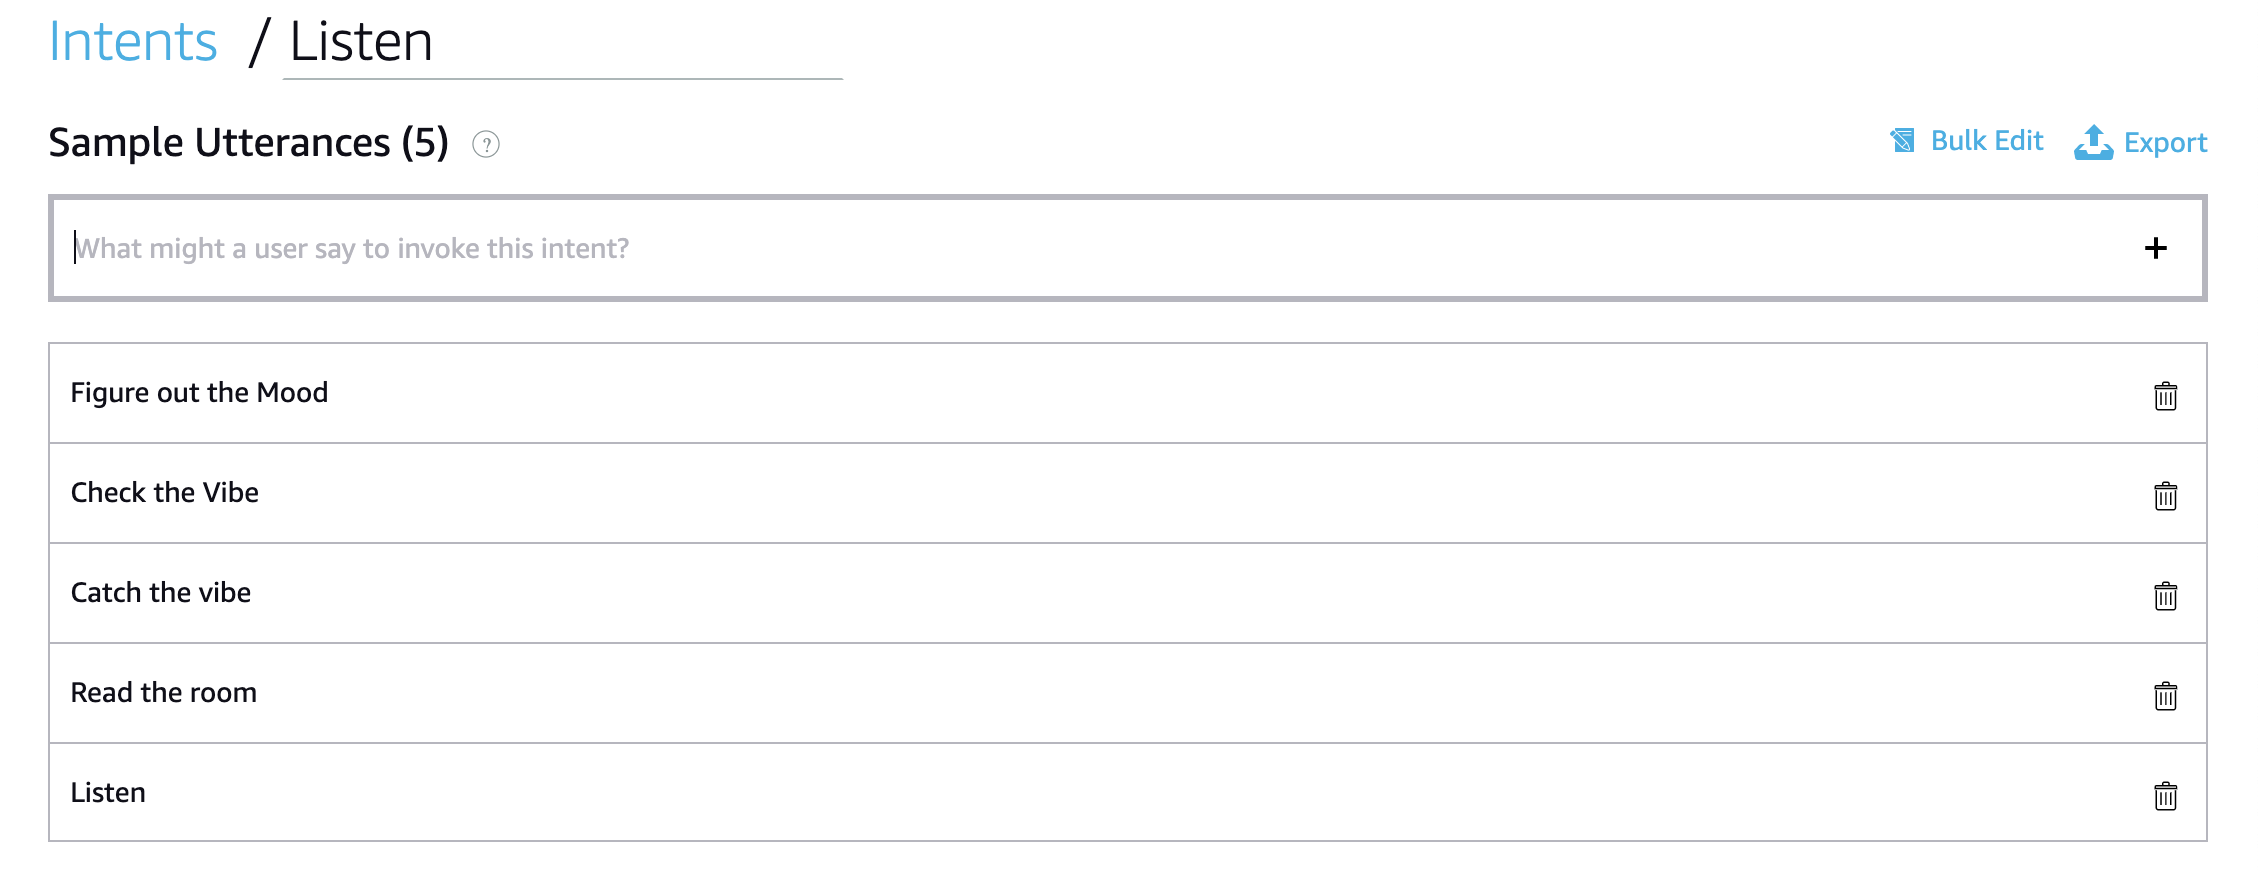 Intents / Listen
Sample Utterances (5) ?
Bulk Edit Export
What might a user say to invoke this intent?
Figure out the Mood
Check the Vibe
Catch the vibe
Read the room
Listen